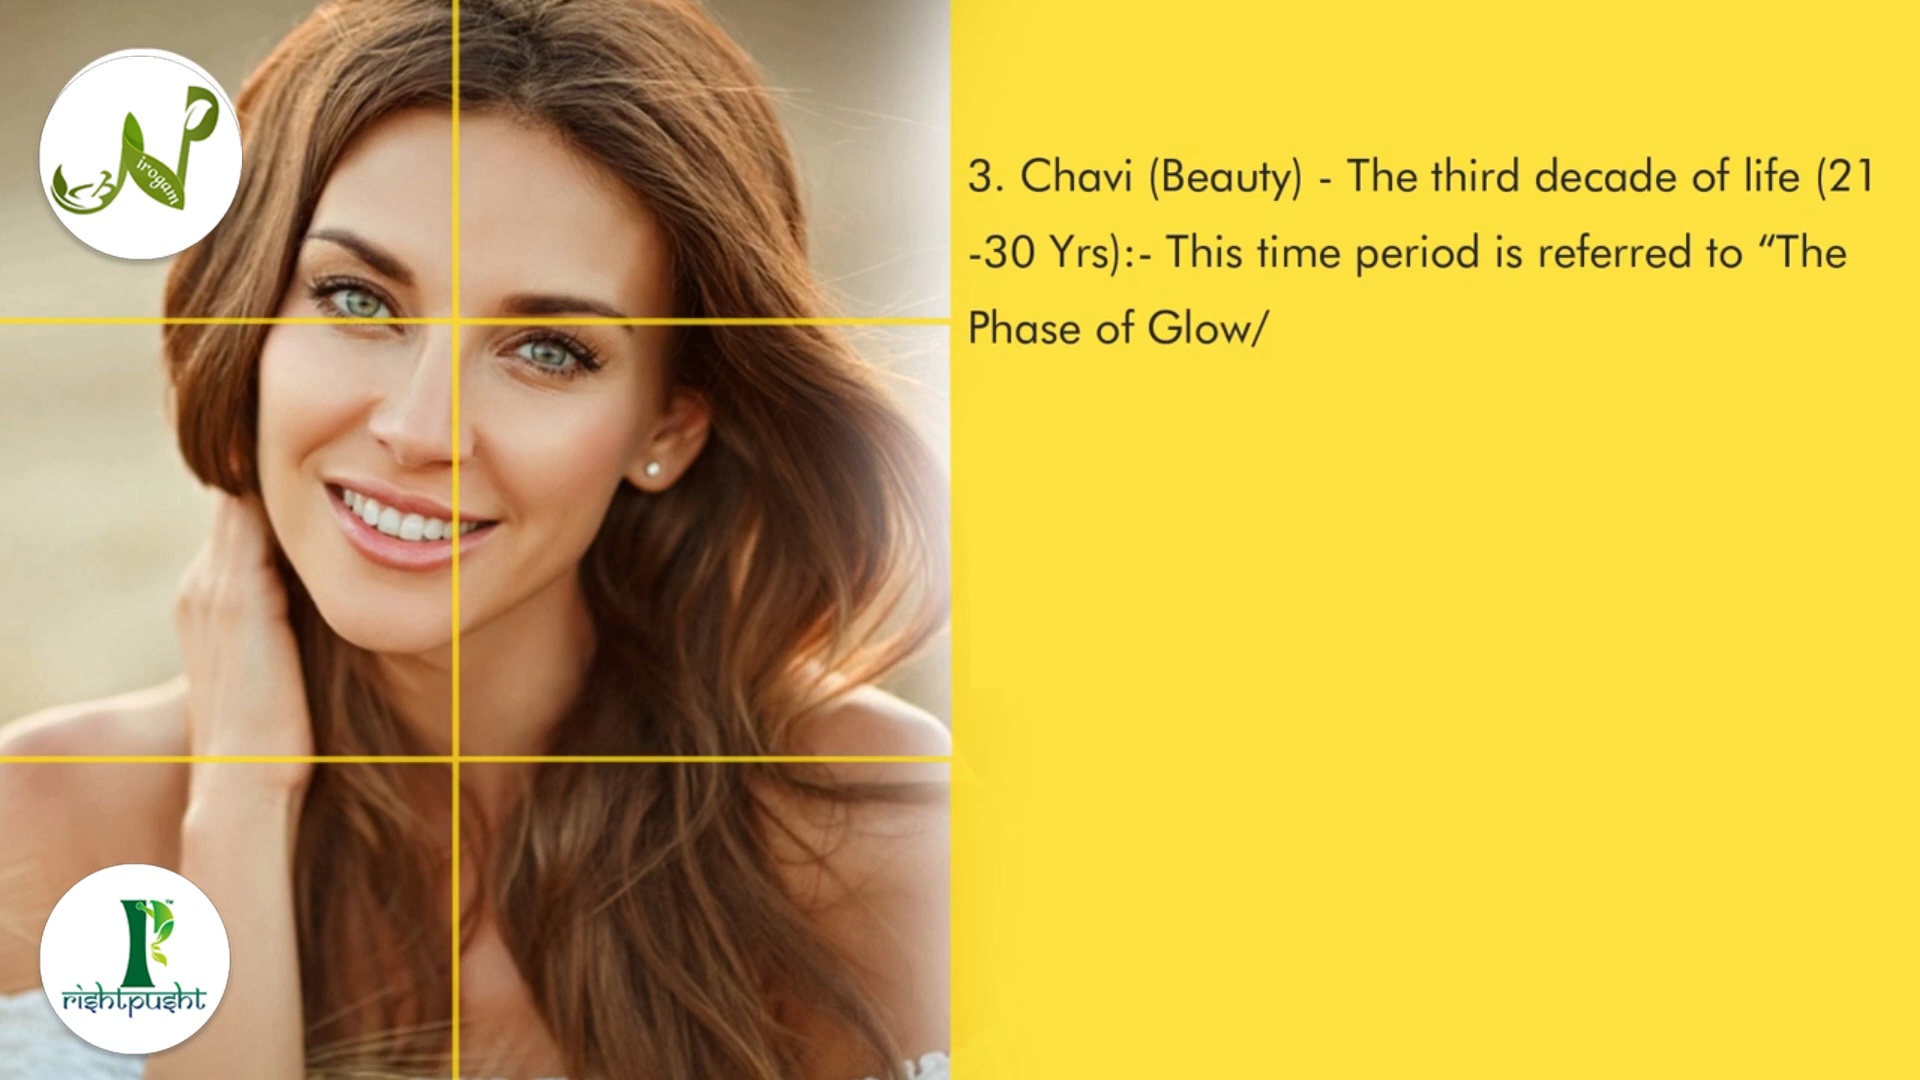 irogam
3. Chavi (Beauty) - The third decade of life (21
-30 Yrs):- This time period is referred to “The
Phase of Glow/
rishtpusht
TM